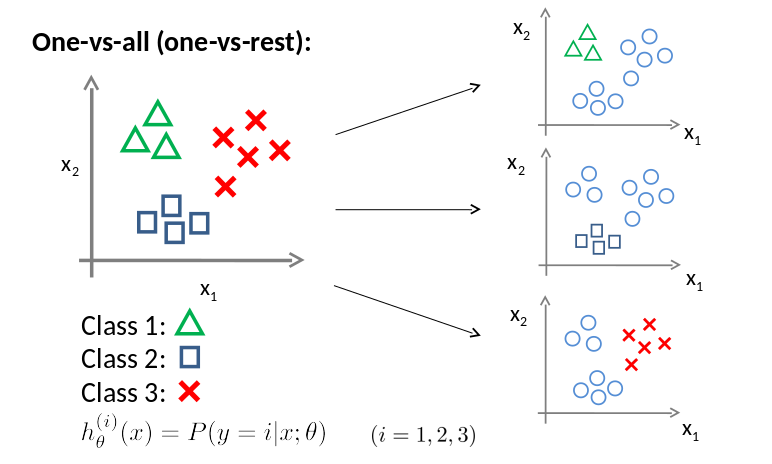 One-vs-all (one-vs-rest):
x₂
x₁
Class 1:
Class 2:
Class 3:
h_θ^{(i)}(x) = P(y = i|x; θ) (i = 1, 2, 3)
x₂
x₁
x₂
x₁
x₂
x₁